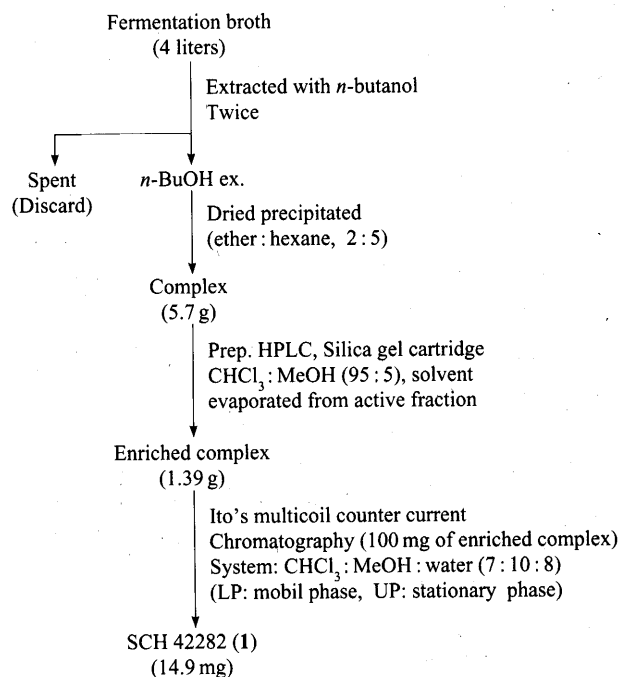 Fermentation broth
(4 liters)
Extracted with n-butanol
Twice
Spent
(Discard)
n-BuOH ex.
Dried precipitated
(ether : hexane, 2 : 5)
Complex
(5.7 g)
Prep. HPLC, Silica gel cartridge
CHCl₃ : MeOH (95 : 5), solvent
evaporated from active fraction
Enriched complex
(1.39 g)
Ito's multicoil counter current
Chromatography (100 mg of enriched complex)
System: CHCl₃ : MeOH : water (7 : 10 : 8)
(LP: mobil phase, UP: stationary phase)
SCH 42282 (1)
(14.9 mg)